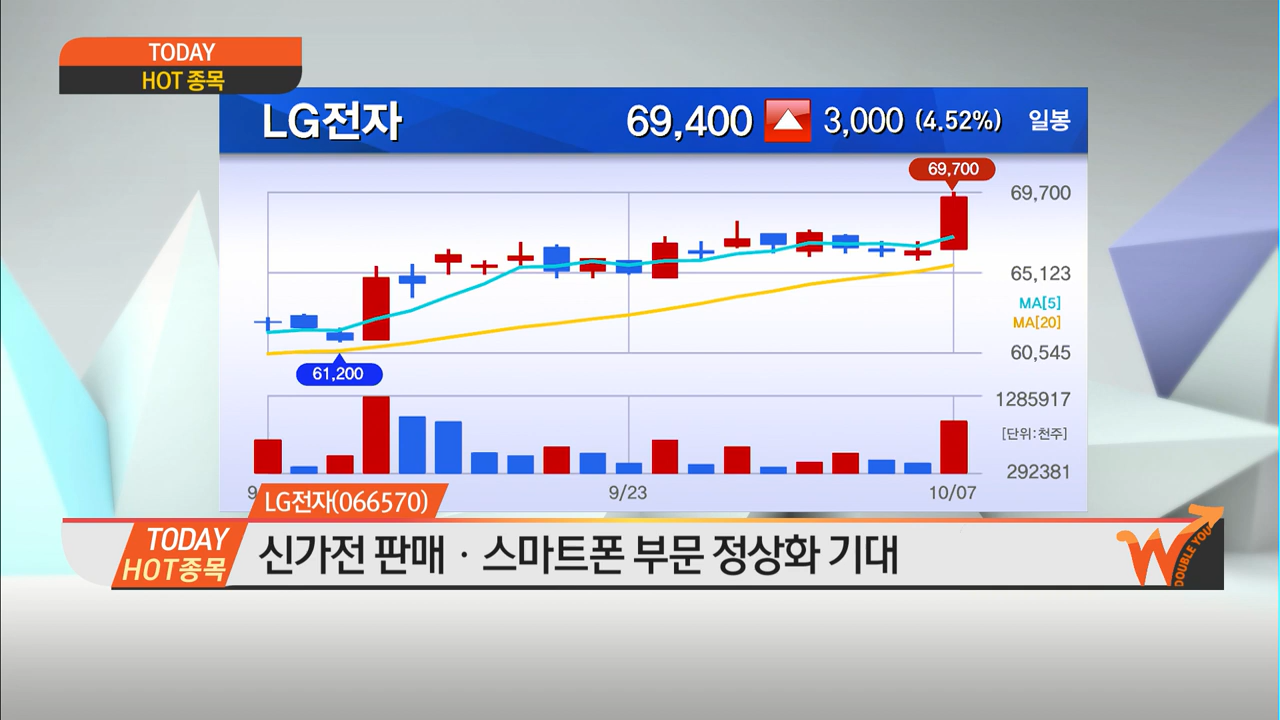 TODAY
HOT 종목
LG전자 69,400 3,000 (4.52%) 일봉
69,700
69,700
65,123
MA[5]
MA[20]
60,545
61,200
1285917
[단위:천주]
292381
9/23 10/07
LG전자(066570)
TODAY
HOT종목
신가전 판매 · 스마트폰 부문 정상화 기대
W
DOUBLE YOU